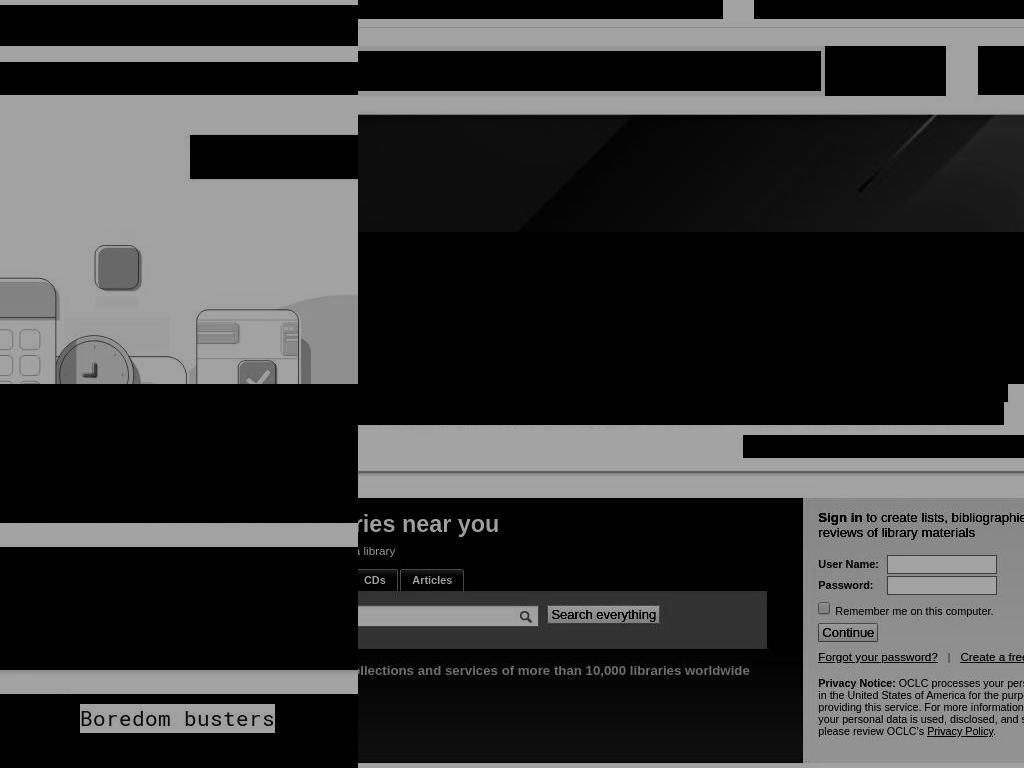 ries near you
a library
CDs
Articles
Search everything
ollections and services of more than 10,000 libraries worldwide
Sign in to create lists, bibliographie
reviews of library materials
User Name:
Password:
Remember me on this computer.
Continue
Forgot your password? | Create a free
Privacy Notice: OCLC processes your pers
in the United States of America for the purp
providing this service. For more information
your personal data is used, disclosed, and s
please review OCLC's Privacy Policy.
Boredom busters